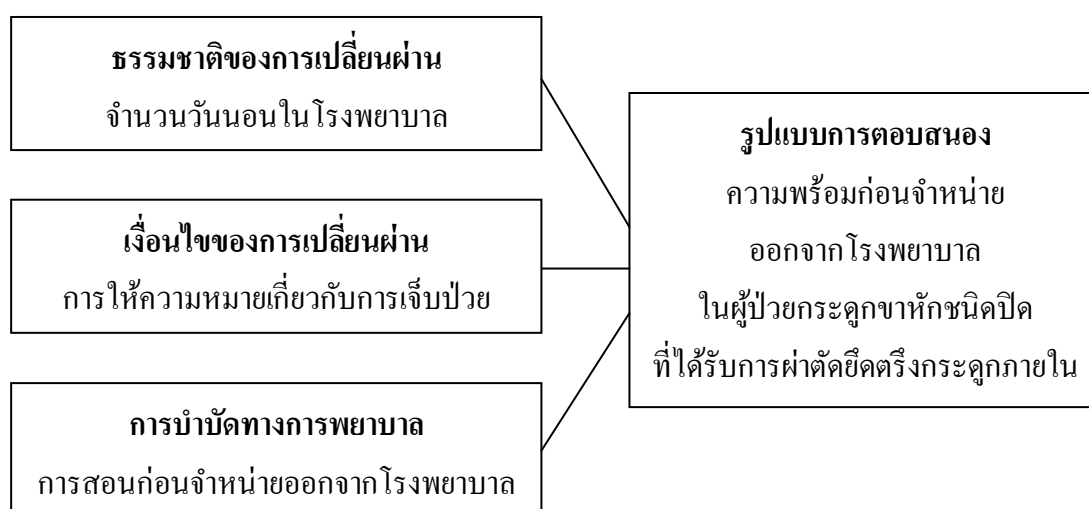 ธรรมชาติของการเปลี่ยนผ่าน
จำนวนวันนอนในโรงพยาบาล
เงื่อนไขของการเปลี่ยนผ่าน
การให้ความหมายเกี่ยวกับการเจ็บป่วย
การบำบัดทางการพยาบาล
การสอนก่อนจำหน่ายออกจากโรงพยาบาล
รูปแบบการตอบสนอง
ความพร้อมก่อนจำหน่าย
ออกจากโรงพยาบาล
ในผู้ป่วยกระดูกขาหักชนิดปิด
ที่ได้รับการผ่าตัดยึดตรึงกระดูกภายใน